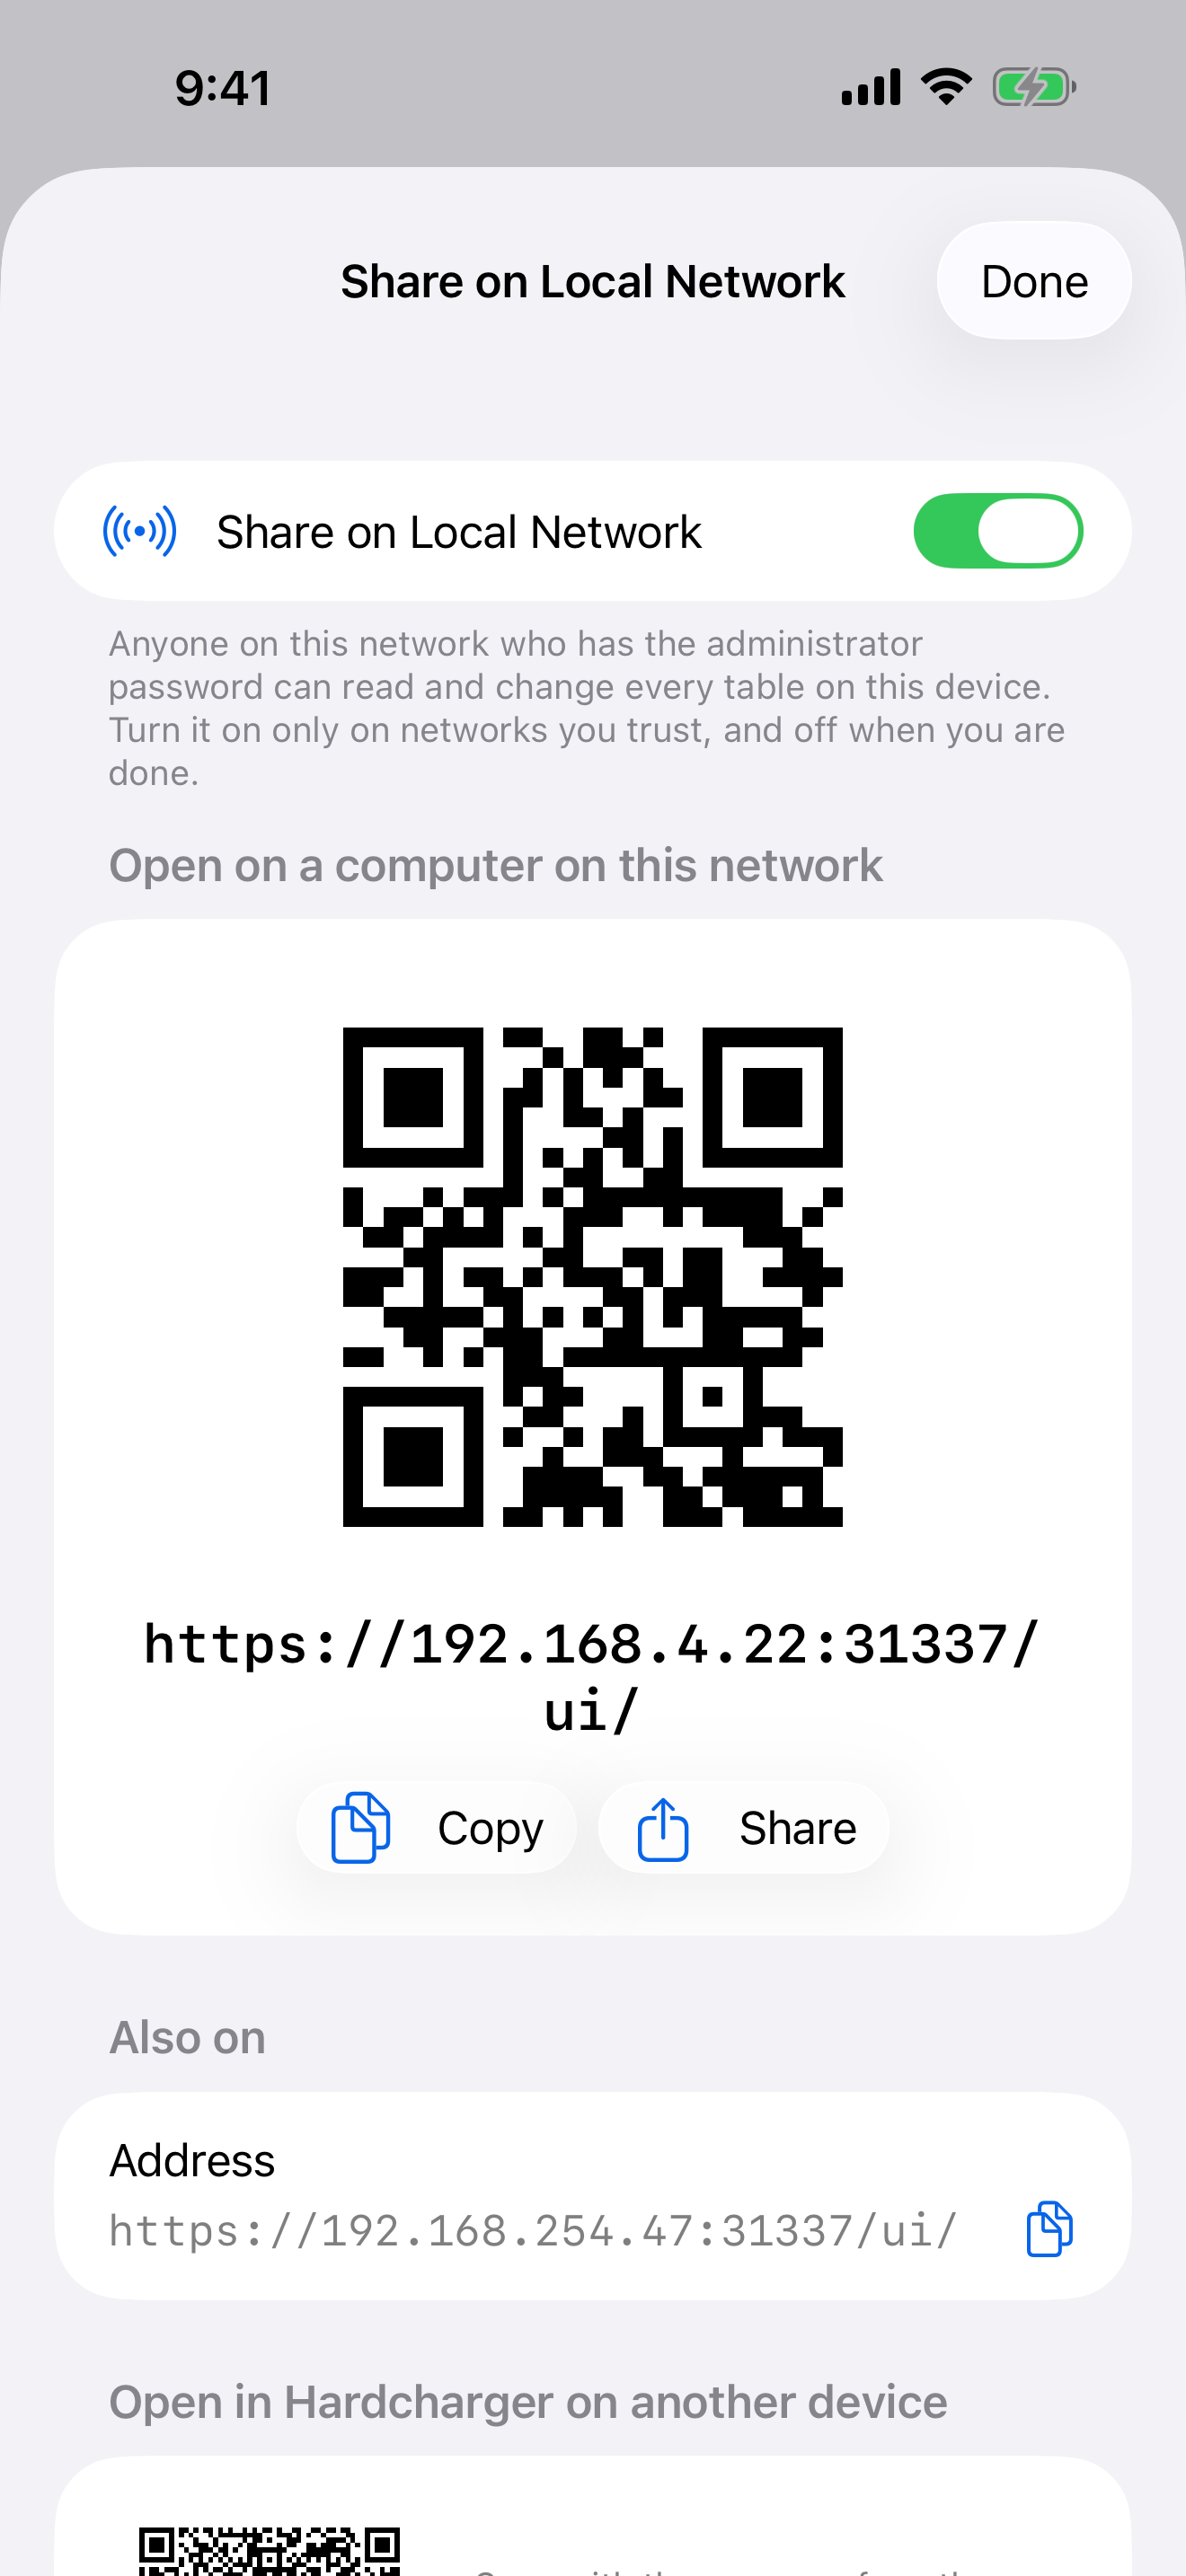 9:41
Share on Local Network
Done
Share on Local Network
Anyone on this network who has the administrator
password can read and change every table on this device.
Turn it on only on networks you trust, and off when you are
done.
Open on a computer on this network
https://192.168.4.22:31337/
ui/
Copy
Share
Also on
Address
https://192.168.254.47:31337/ui/
Open in Hardcharger on another device